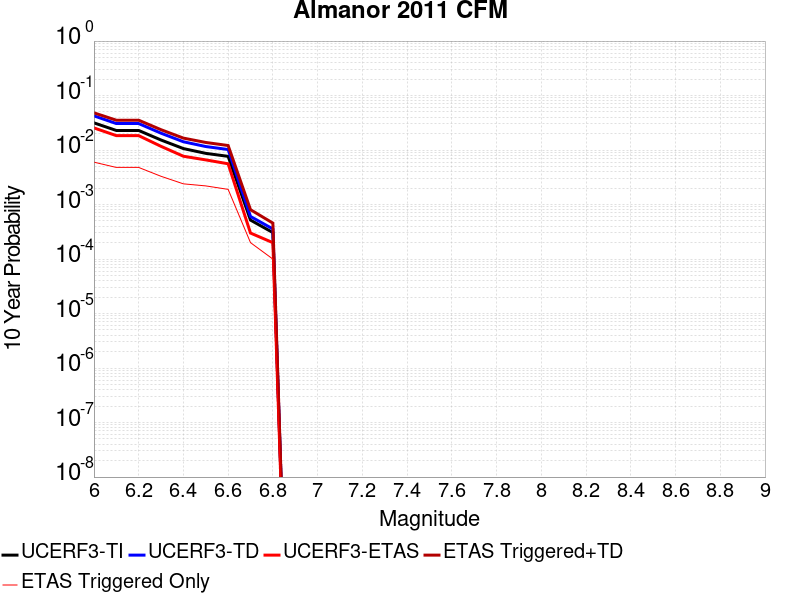 Almanor 2011 CFM
10^0
10^-1
10^-2
10^-3
10^-4
10^-5
10^-6
10^-7
10^-8
10 Year Probability
6 6.2 6.4 6.6 6.8 7 7.2 7.4 7.6 7.8 8 8.2 8.4 8.6 8.8 9
Magnitude
UCERF3-TI UCERF3-TD UCERF3-ETAS ETAS Triggered+TD
ETAS Triggered Only